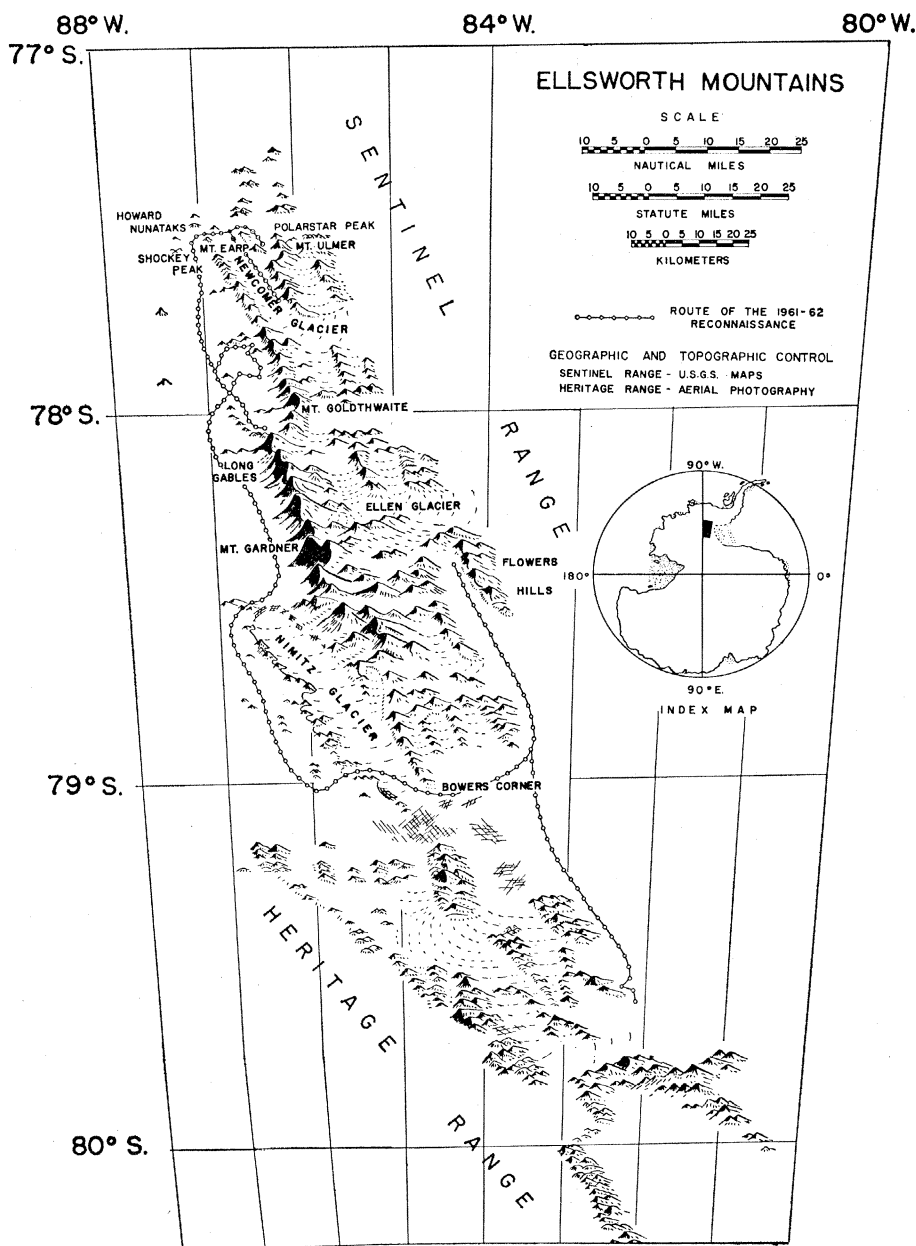 88° W.
84° W.
80° W.
77° S.
ELLSWORTH MOUNTAINS
SCALE
10 5 0 5 10 15 20 25
NAUTICAL MILES
10 5 0 5 10 15 20 25
STATUTE MILES
10 5 0 5 10 15 20 25
KILOMETERS
ROUTE OF THE 1961-62
RECONNAISSANCE
GEOGRAPHIC AND TOPOGRAPHIC CONTROL
SENTINEL RANGE - U.S.G.S. MAPS
HERITAGE RANGE - AERIAL PHOTOGRAPHY
SENTINEL
RANGE
HOWARD
NUNATAKS
POLARSTAR PEAK
MT. EARP
MT. ULMER
SHOCKEY
PEAK
NEWCOMER
GLACIER
78° S.
MT. GOLDTHWAITE
LONG
GABLES
ELLEN GLACIER
MT. GARDNER
FLOWERS
HILLS
NIMITZ
GLACIER
90° W.
180°
0°
90° E.
INDEX MAP
79° S.
BOWERS CORNER
HERITAGE
RANGE
80° S.